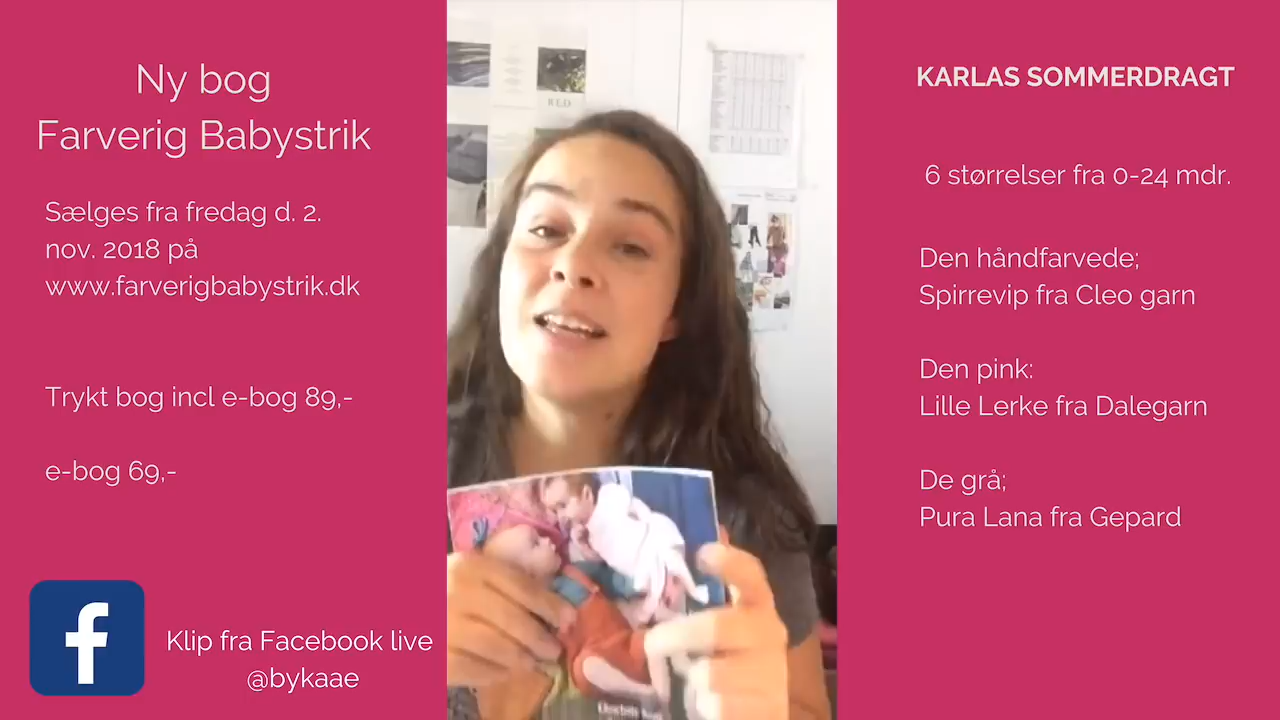 Ny bog
Farverig Babystrik
Sælges fra fredag d. 2.
nov. 2018 på
www.farverigbabystrik.dk
Trykt bog incl e-bog 89,-
e-bog 69,-
Klip fra Facebook live
@bykaae
RED
KARLAS SOMMERDRAGT
6 størrelser fra 0-24 mdr.
Den håndfarvede;
Spirrevip fra Cleo garn
Den pink:
Lille Lerke fra Dalegarn
De grå;
Pura Lana fra Gepard